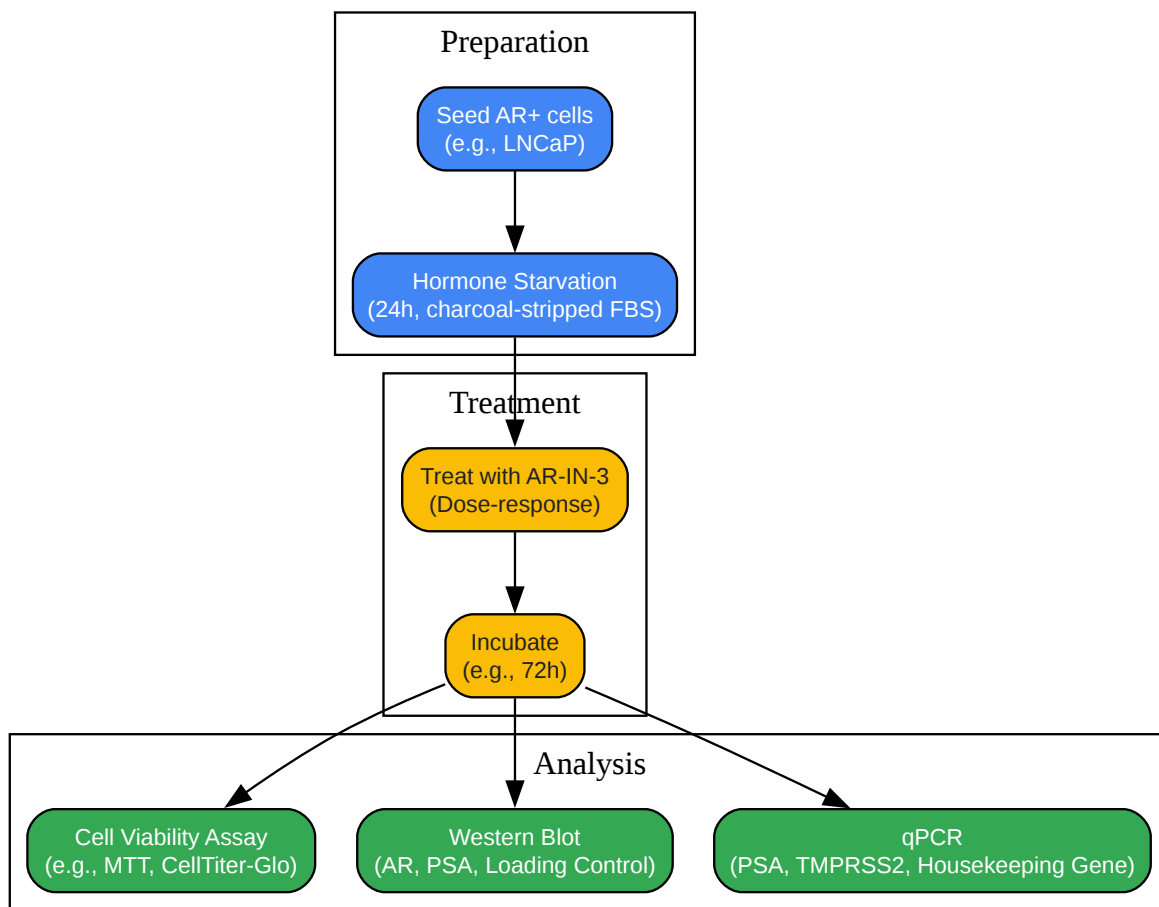 Preparation
Seed AR+ cells
(e.g., LNCaP)
Hormone Starvation
(24h, charcoal-stripped FBS)
Treatment
Treat with AR-IN-3
(Dose-response)
Incubate
(e.g., 72h)
Analysis
Cell Viability Assay
(e.g., MTT, CellTiter-Glo)
Western Blot
(AR, PSA, Loading Control)
qPCR
(PSA, TMPRSS2, Housekeeping Gene)